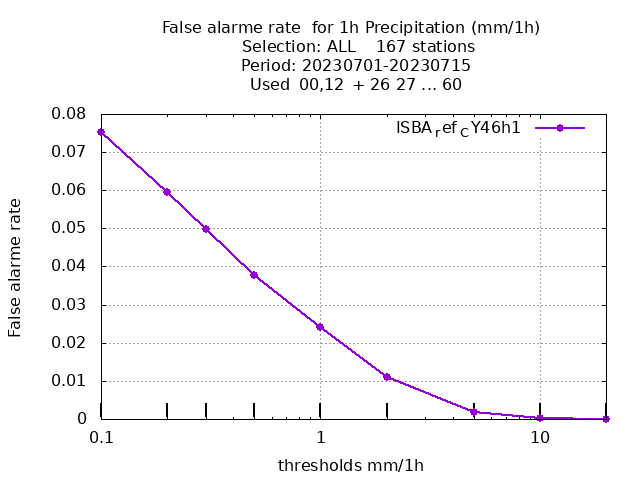 False alarme rate  for 1h Precipitation (mm/1h)
Selection: ALL    167 stations
Period: 20230701-20230715
Used  00,12  + 26 27 ... 60
ISBAref CY46h1
0.08
0.07
0.06
0.05
0.04
0.03
0.02
0.01
0
False alarme rate
0.1 1 10
thresholds mm/1h